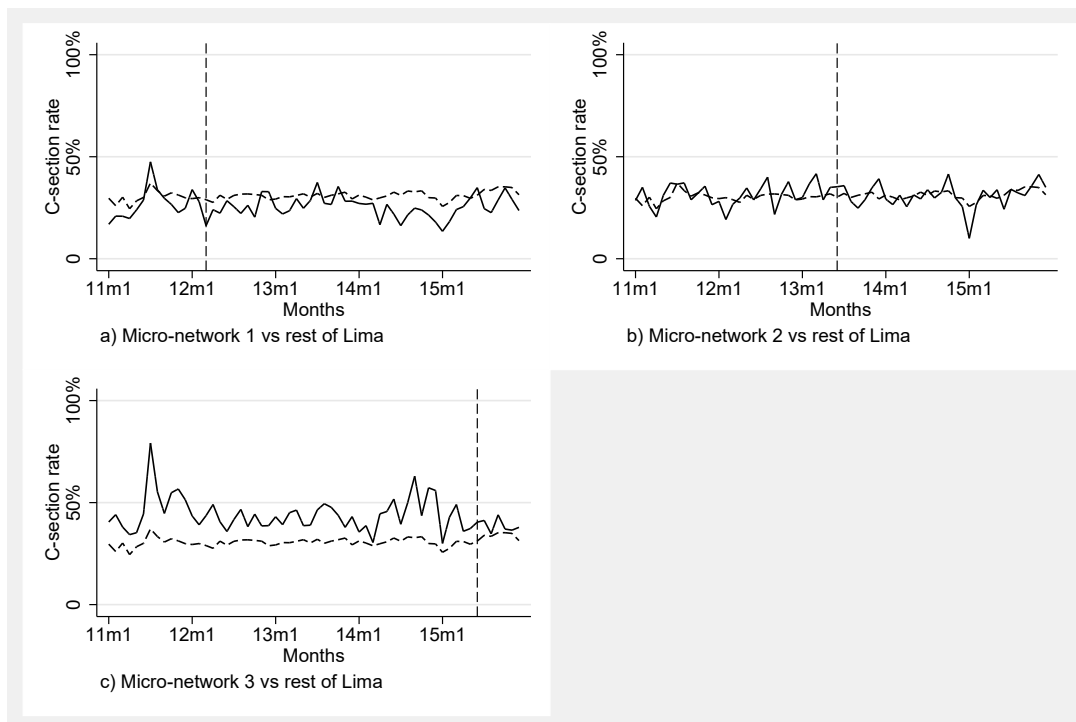 C-section rate
100%
50%
0
11m1 12m1 13m1 14m1 15m1
Months
a) Micro-network 1 vs rest of Lima
C-section rate
100%
50%
0
11m1 12m1 13m1 14m1 15m1
Months
b) Micro-network 2 vs rest of Lima
C-section rate
100%
50%
0
11m1 12m1 13m1 14m1 15m1
Months
c) Micro-network 3 vs rest of Lima